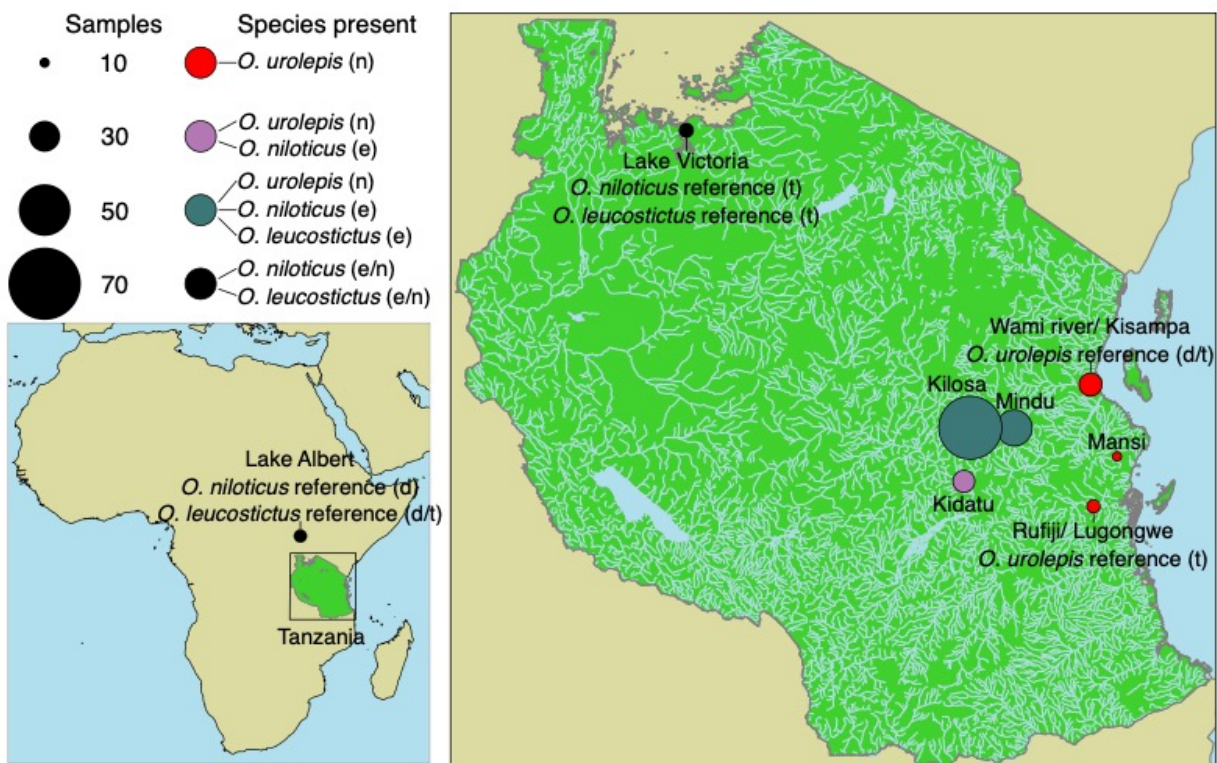 Samples
Species present
10
O. urolepis (n)
30
O. urolepis (n)
O. niloticus (e)
50
O. urolepis (n)
O. niloticus (e)
O. leucostictus (e)
70
O. niloticus (e/n)
O. leucostictus (e/n)
Lake Albert
O. niloticus reference (d)
O. leucostictus reference (d/t)
Tanzania
Lake Victoria
O. niloticus reference (t)
O. leucostictus reference (t)
Wami river/ Kisampa
O. urolepis reference (d/t)
Kilosa
Mindu
Mansi
Kidatu
Rufiji/ Lugongwe
O. urolepis reference (t)